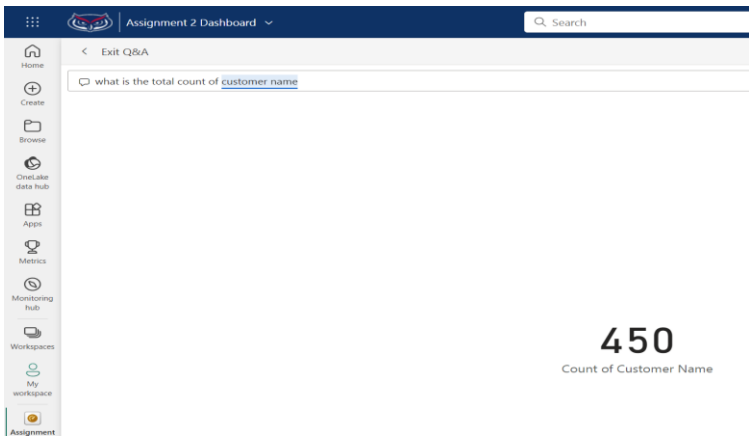 Assignment 2 Dashboard
Search
Home
Exit Q&A
what is the total count of customer name
Create
Browse
OneLake
data hub
Apps
Metrics
Monitoring
hub
Workspaces
My
workspace
Assignment
450
Count of Customer Name